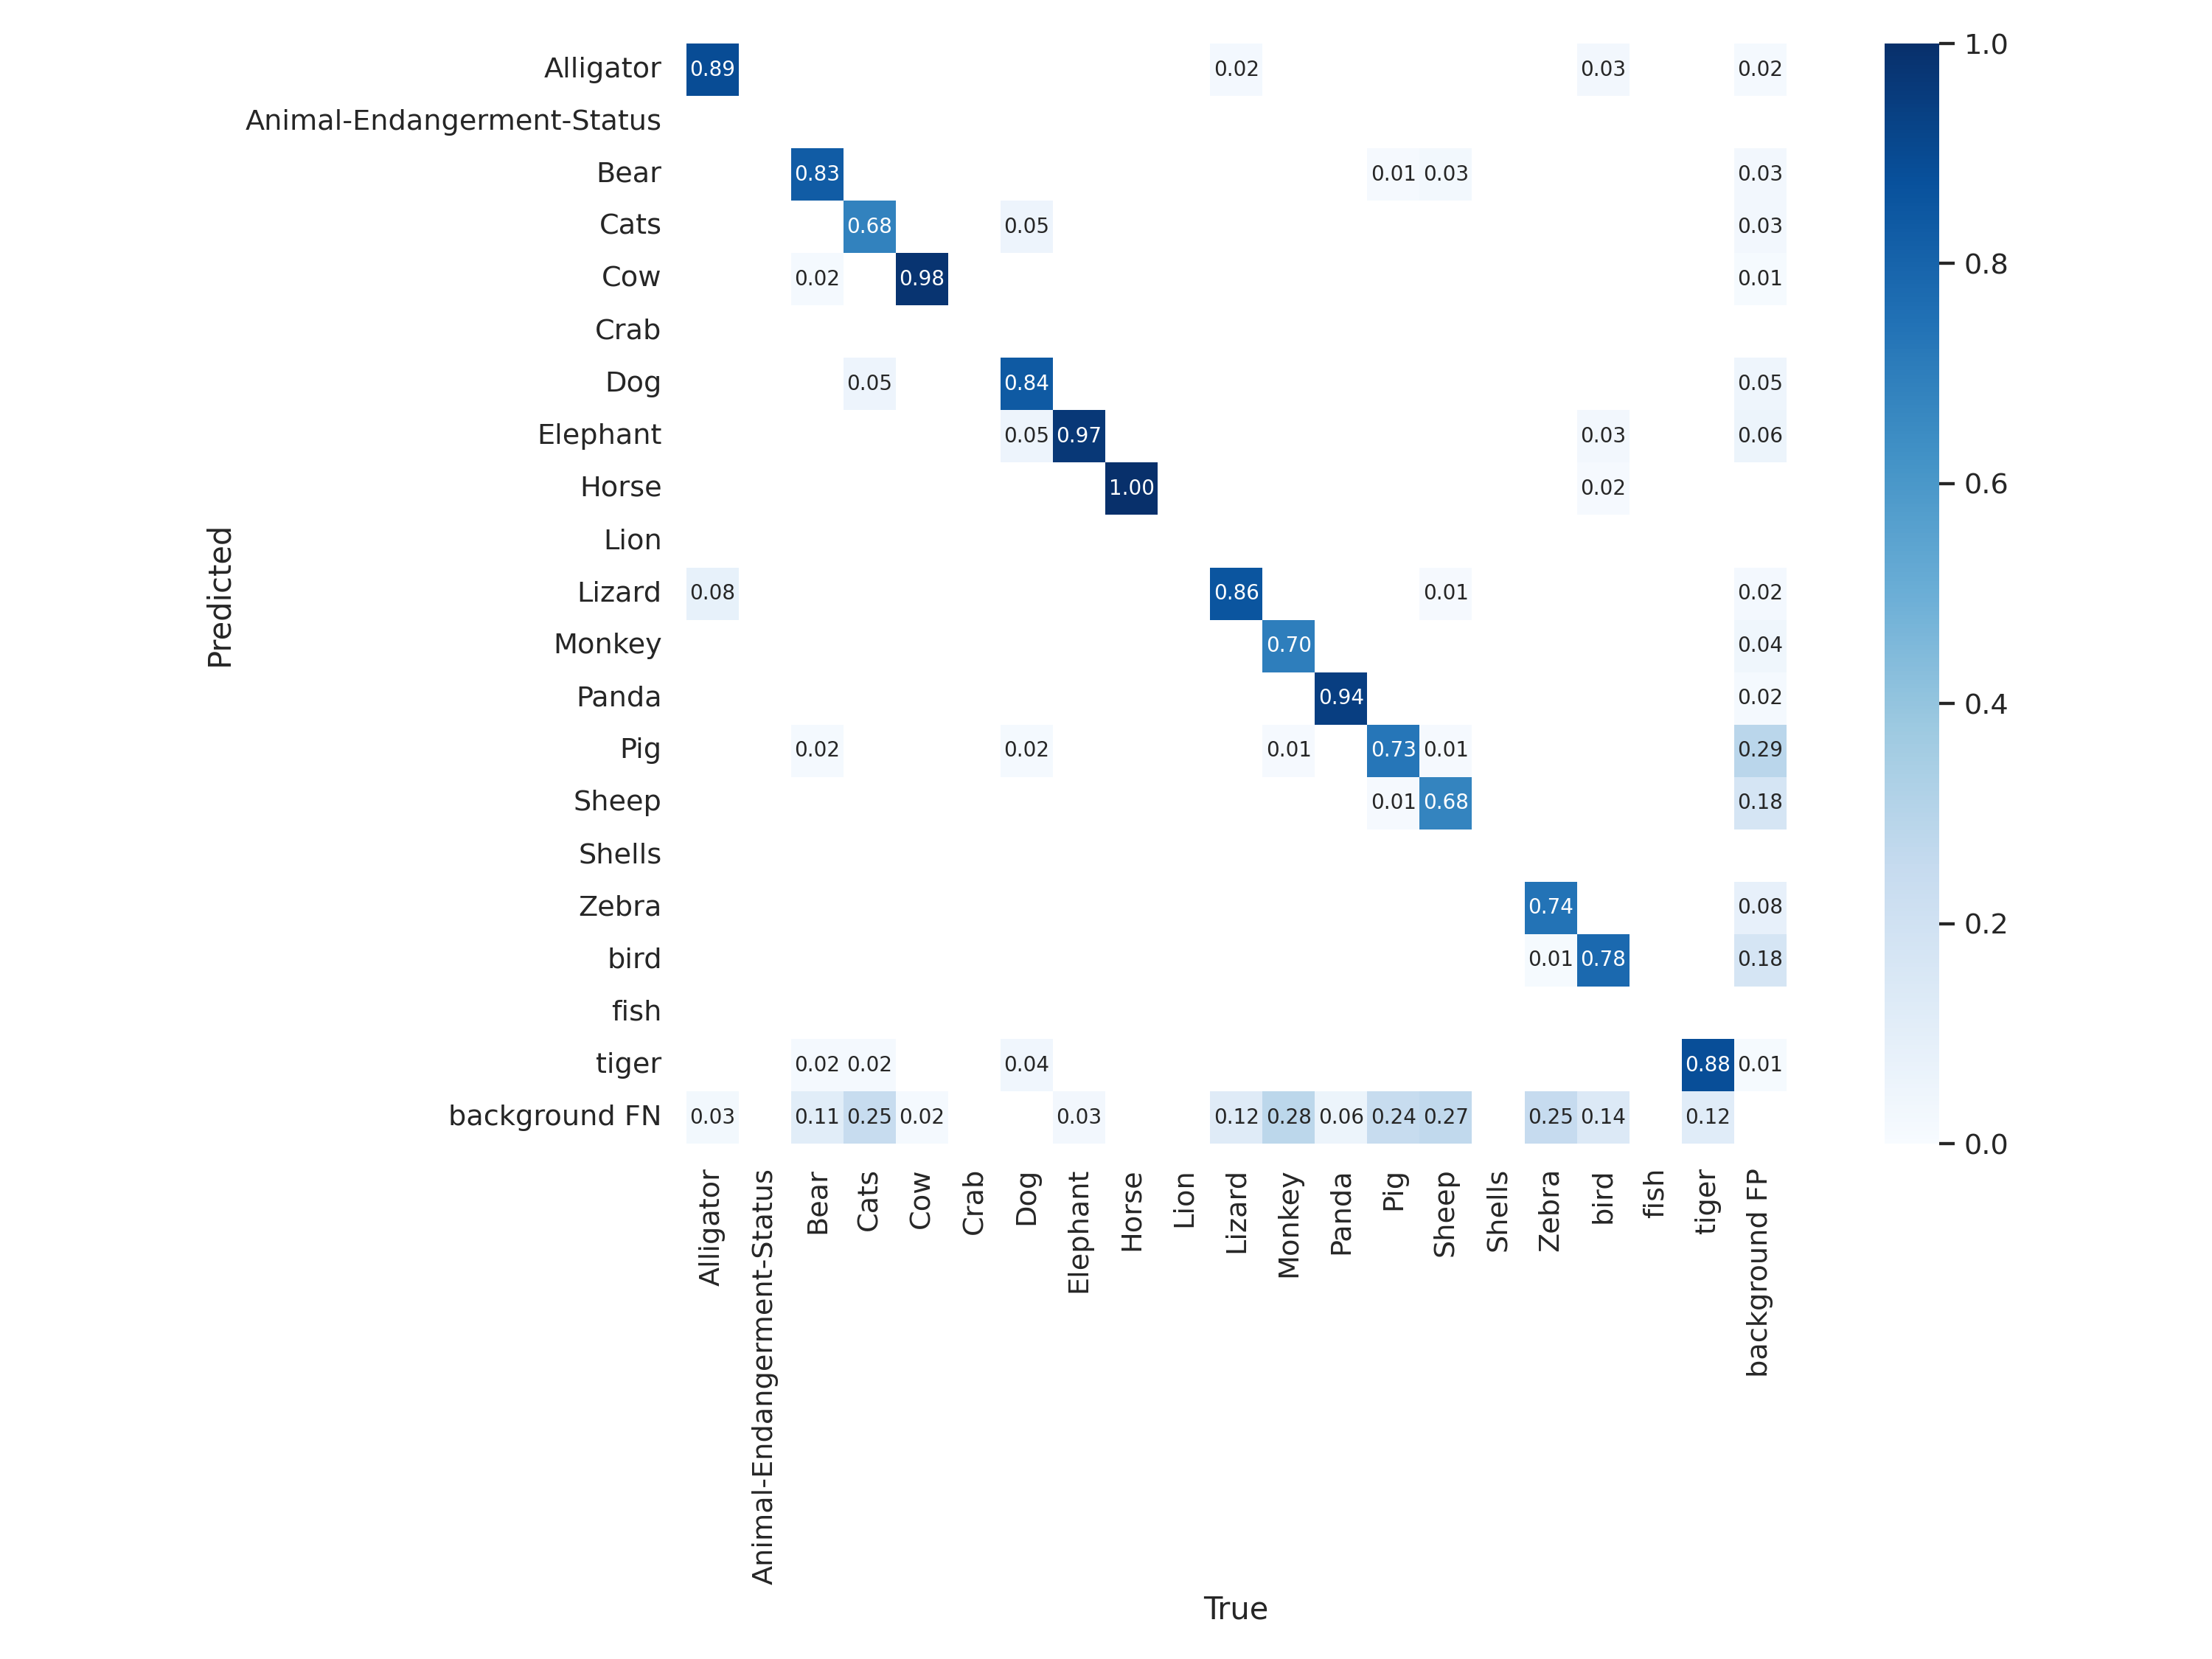 Alligator 0.89 0.02 0.03 0.02 1.0
Animal-Endangerment-Status
Bear 0.83 0.01 0.03 0.03
Cats 0.68 0.05 0.03
0.8
Cow 0.02 0.98 0.01
Crab
Dog 0.05 0.84 0.05
Elephant 0.05 0.97 0.03 0.06
Horse 1.00 0.02
0.6
Lion
Predicted
Lizard 0.08 0.86 0.01 0.02
Monkey 0.70 0.04
Panda 0.94 0.02
0.4
Pig 0.02 0.02 0.01 0.73 0.01 0.29
Sheep 0.01 0.68 0.18
Shells
Zebra 0.74 0.08
0.2
bird 0.01 0.78 0.18
fish
tiger 0.02 0.02 0.04 0.88 0.01
background FN 0.03 0.11 0.25 0.02 0.03 0.12 0.28 0.06 0.24 0.27 0.25 0.14 0.12
0.0
Alligator
Animal-Endangerment-Status
Bear
Cats
Cow
Crab
Dog
Elephant
Horse
Lion
Lizard
Monkey
Panda
Pig
Sheep
Shells
Zebra
bird
fish
tiger
background FP
True